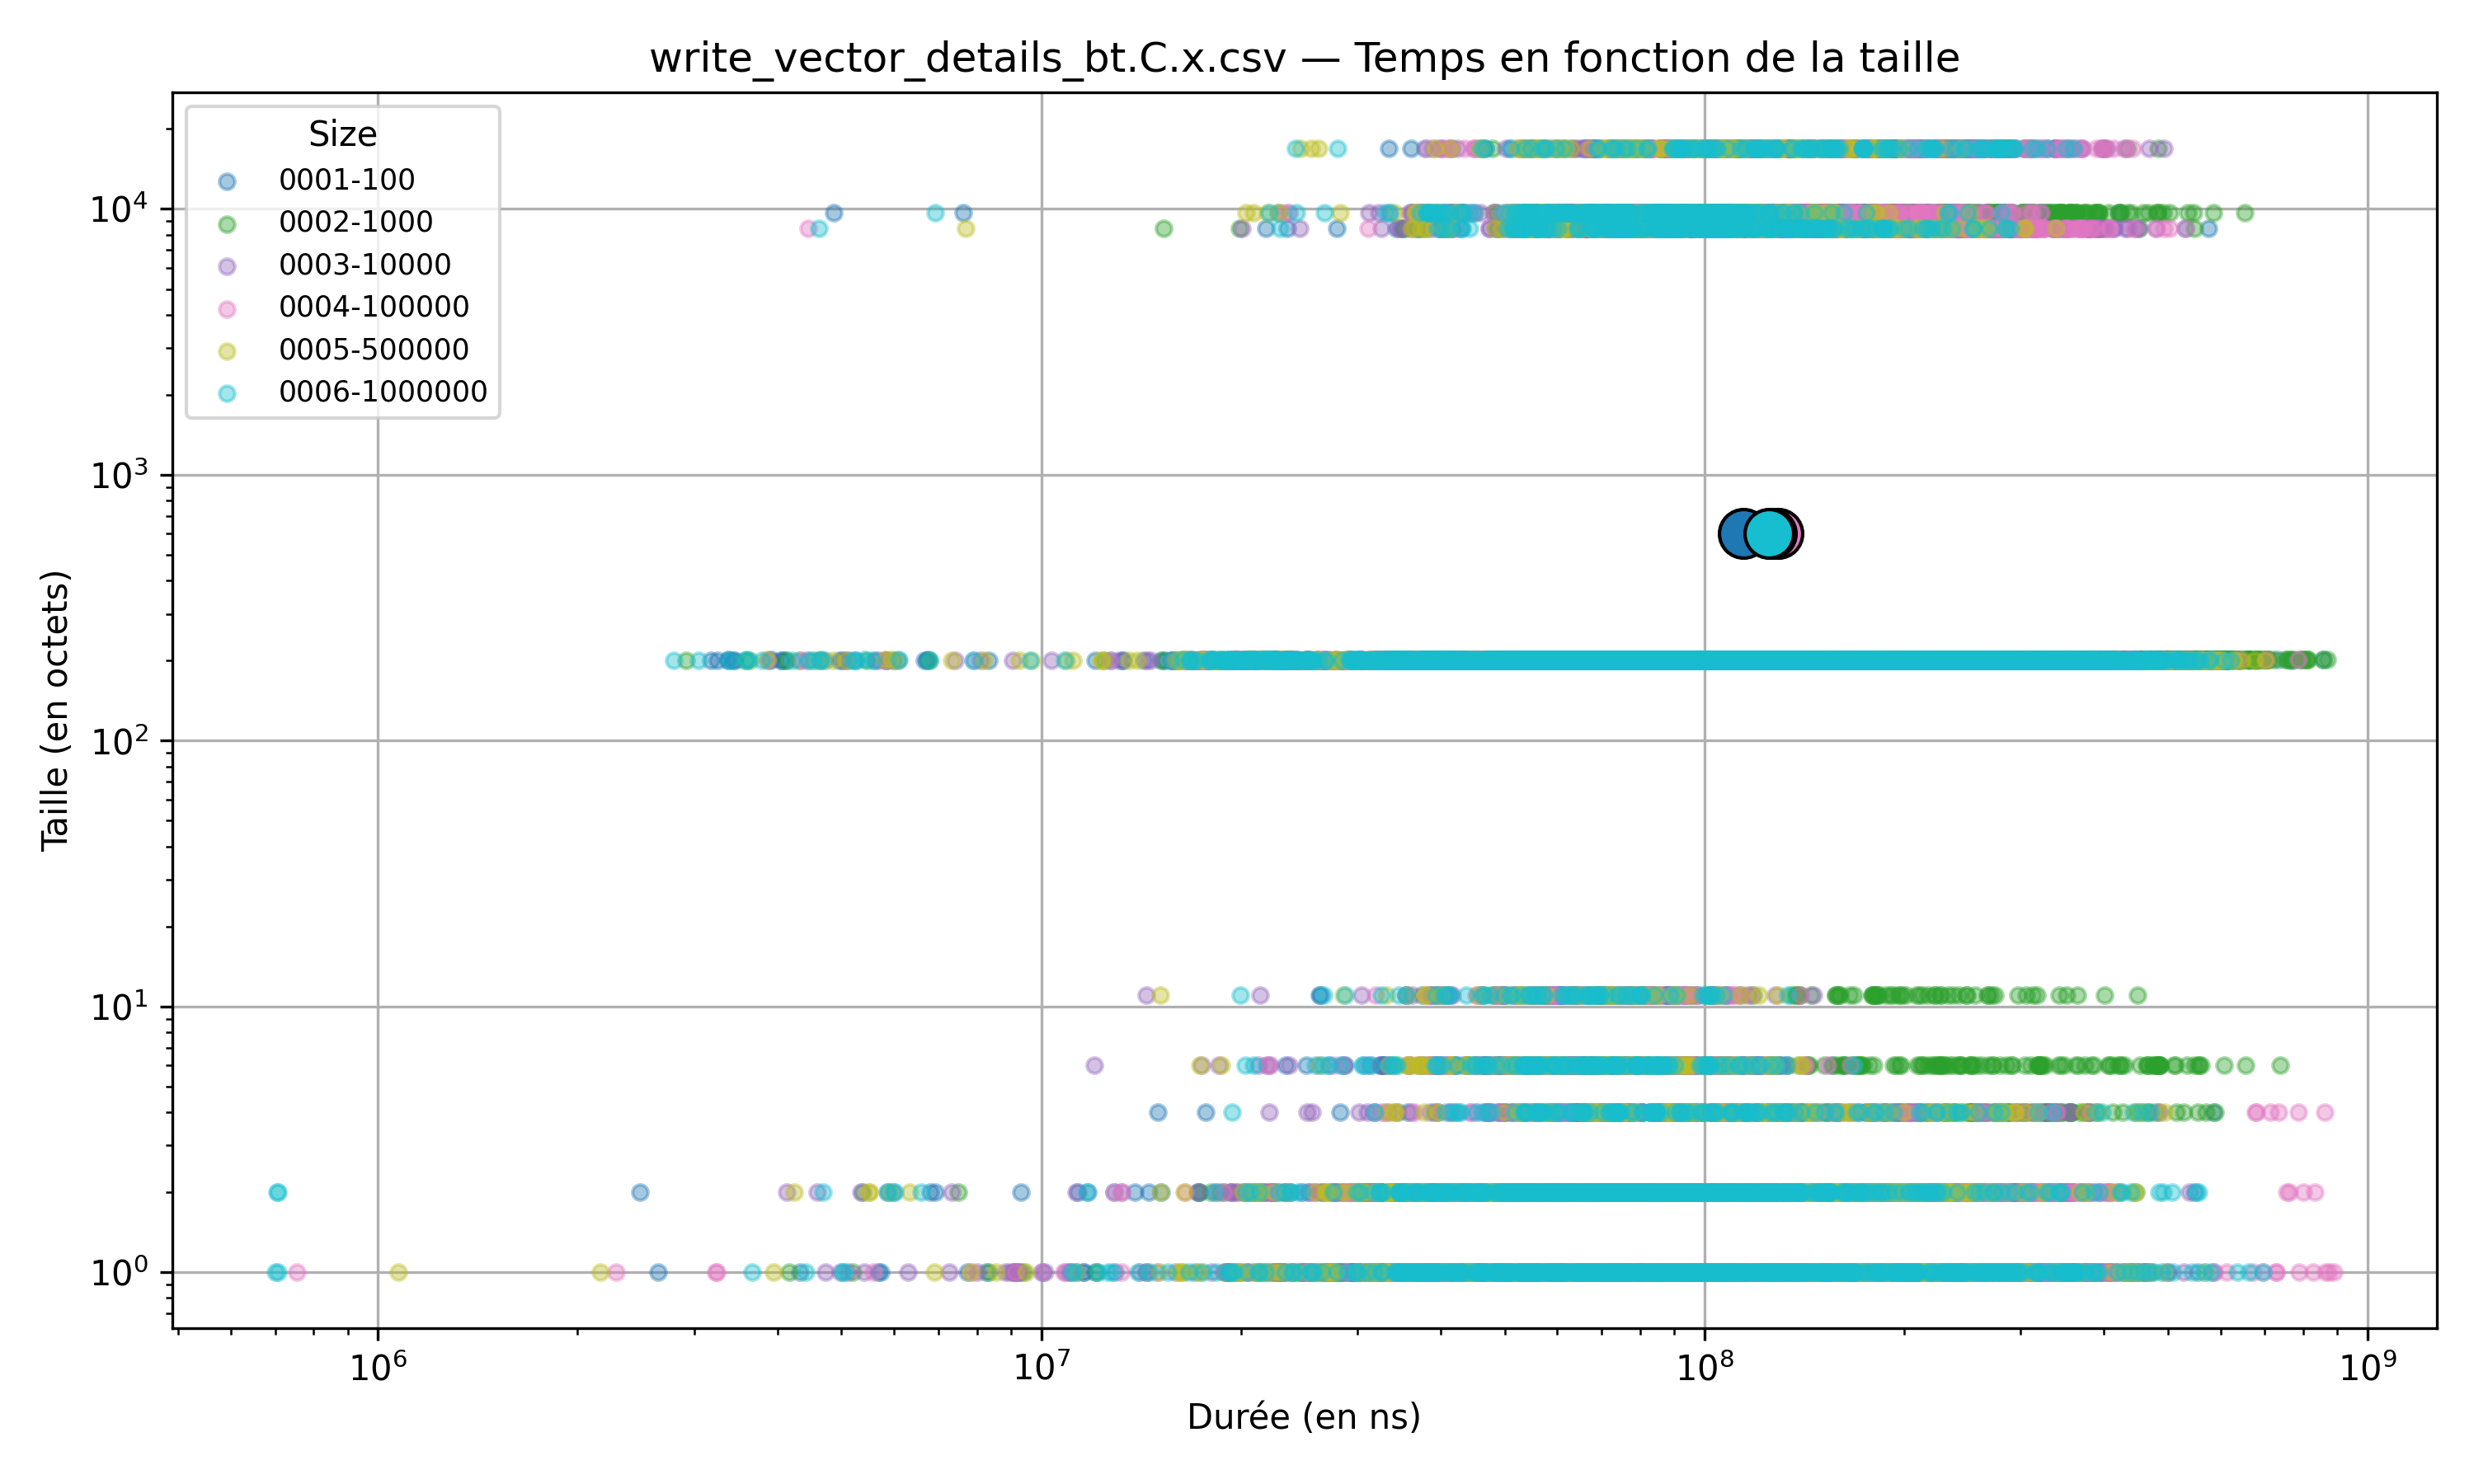 write_vector_details_bt.C.x.csv — Temps en fonction de la taille
Size
0001-100
0002-1000
0003-10000
0004-100000
0005-500000
0006-1000000
Taille (en octets)
10⁴
10³
10²
10¹
10⁰
10⁶ 10⁷ 10⁸ 10⁹
Durée (en ns)